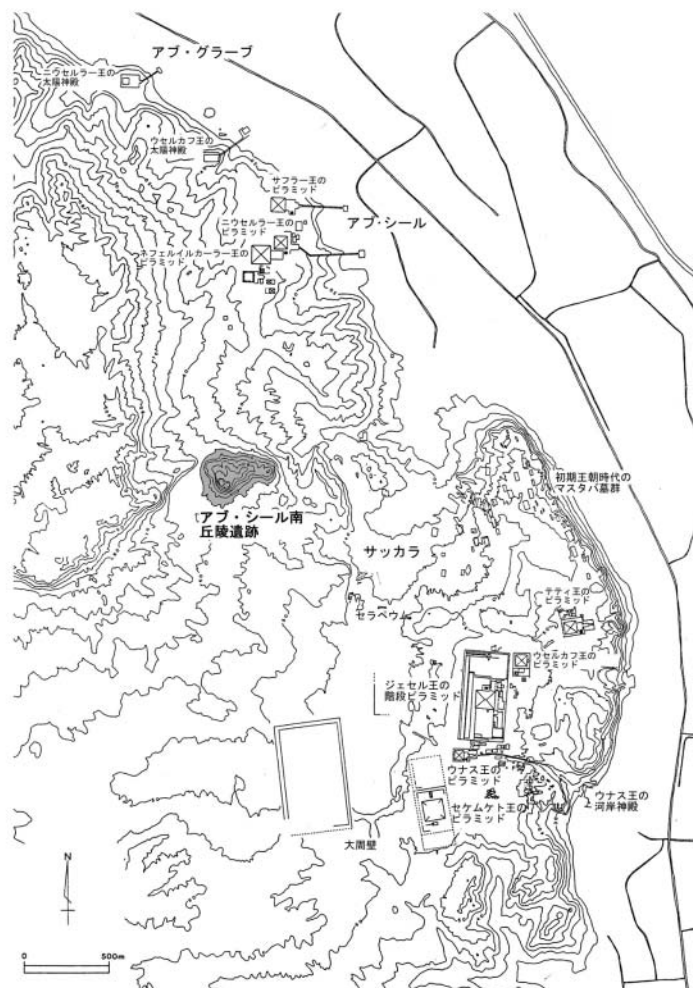 アブ・グラーブ
ニウセルラー王の
太陽神殿
ウセルカフ王の
太陽神殿
サフラー王の
ピラミッド
アブ・シール
ニウセルラー王の
ピラミッド
ネフェルイルカーラー王の
ピラミッド
初期王朝時代の
マスタバ墓群
アブ・シール南
丘陵遺跡
サッカラ
テティ王の
ピラミッド
セラペウム
ウセルカフ王の
ピラミッド
ジェセル王の
階段ピラミッド
ウナス王の
ピラミッド
ウナス王の
河岸神殿
セケムケト王の
ピラミッド
大周壁
N
0
500m